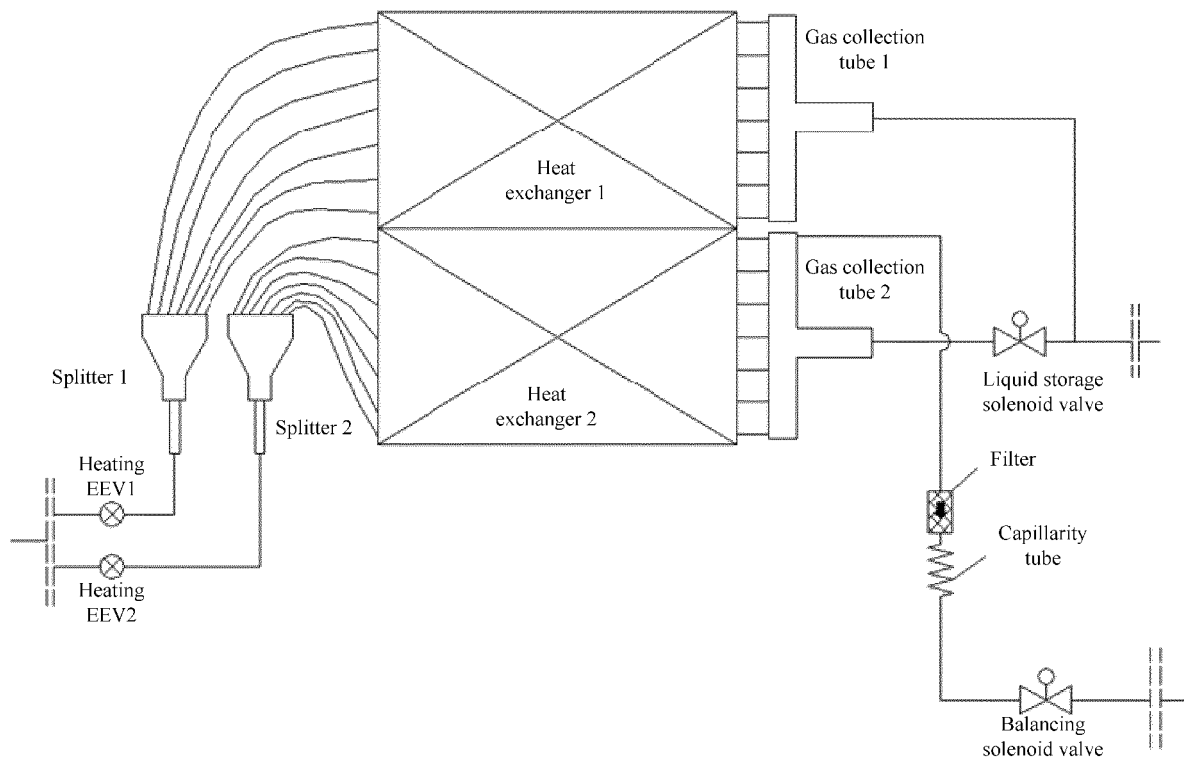 Gas collection
tube 1
Heat
exchanger 1
Gas collection
tube 2
Liquid storage
solenoid valve
Splitter 1
Splitter 2
Heat
exchanger 2
Heating
EEV1
Filter
Capillarity
tube
Heating
EEV2
Balancing
solenoid valve